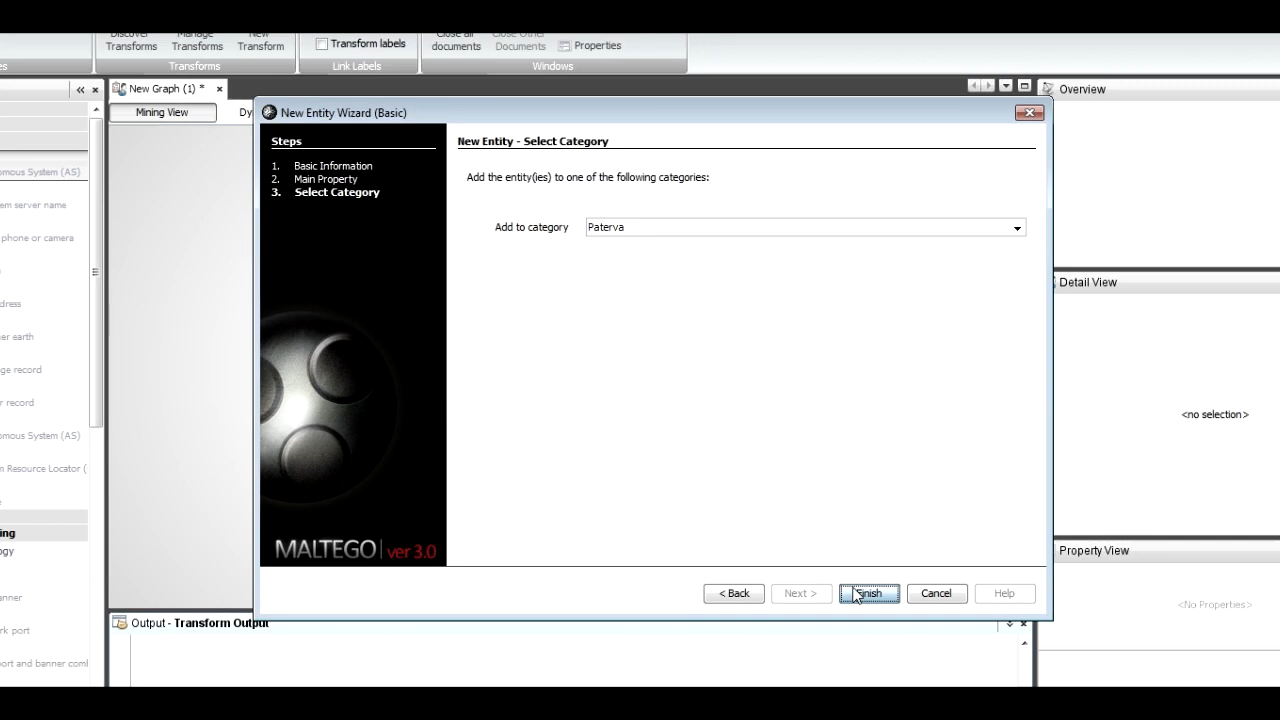 Discover Manage New
Transforms Transforms Transform
Transform labels
Close all Close Other
documents Documents Properties
Transforms Link Labels Windows
New Graph (1) *
Mining View
New Entity Wizard (Basic)
Overview
Steps
1. Basic Information
2. Main Property
3. Select Category
New Entity - Select Category
Add the entity(ies) to one of the following categories:
Add to category Paterva
omous System (AS)
em server name
phone or camera
dress
er earth
ge record
r record
omous System (AS)
m Resource Locator (
ing
ogy
anner
rk port
ort and banner comb
MALTEGO | ver 3.0
< Back Next > Finish Cancel Help
Detail View
<no selection>
Property View
<No Properties>
Output - Transform Output